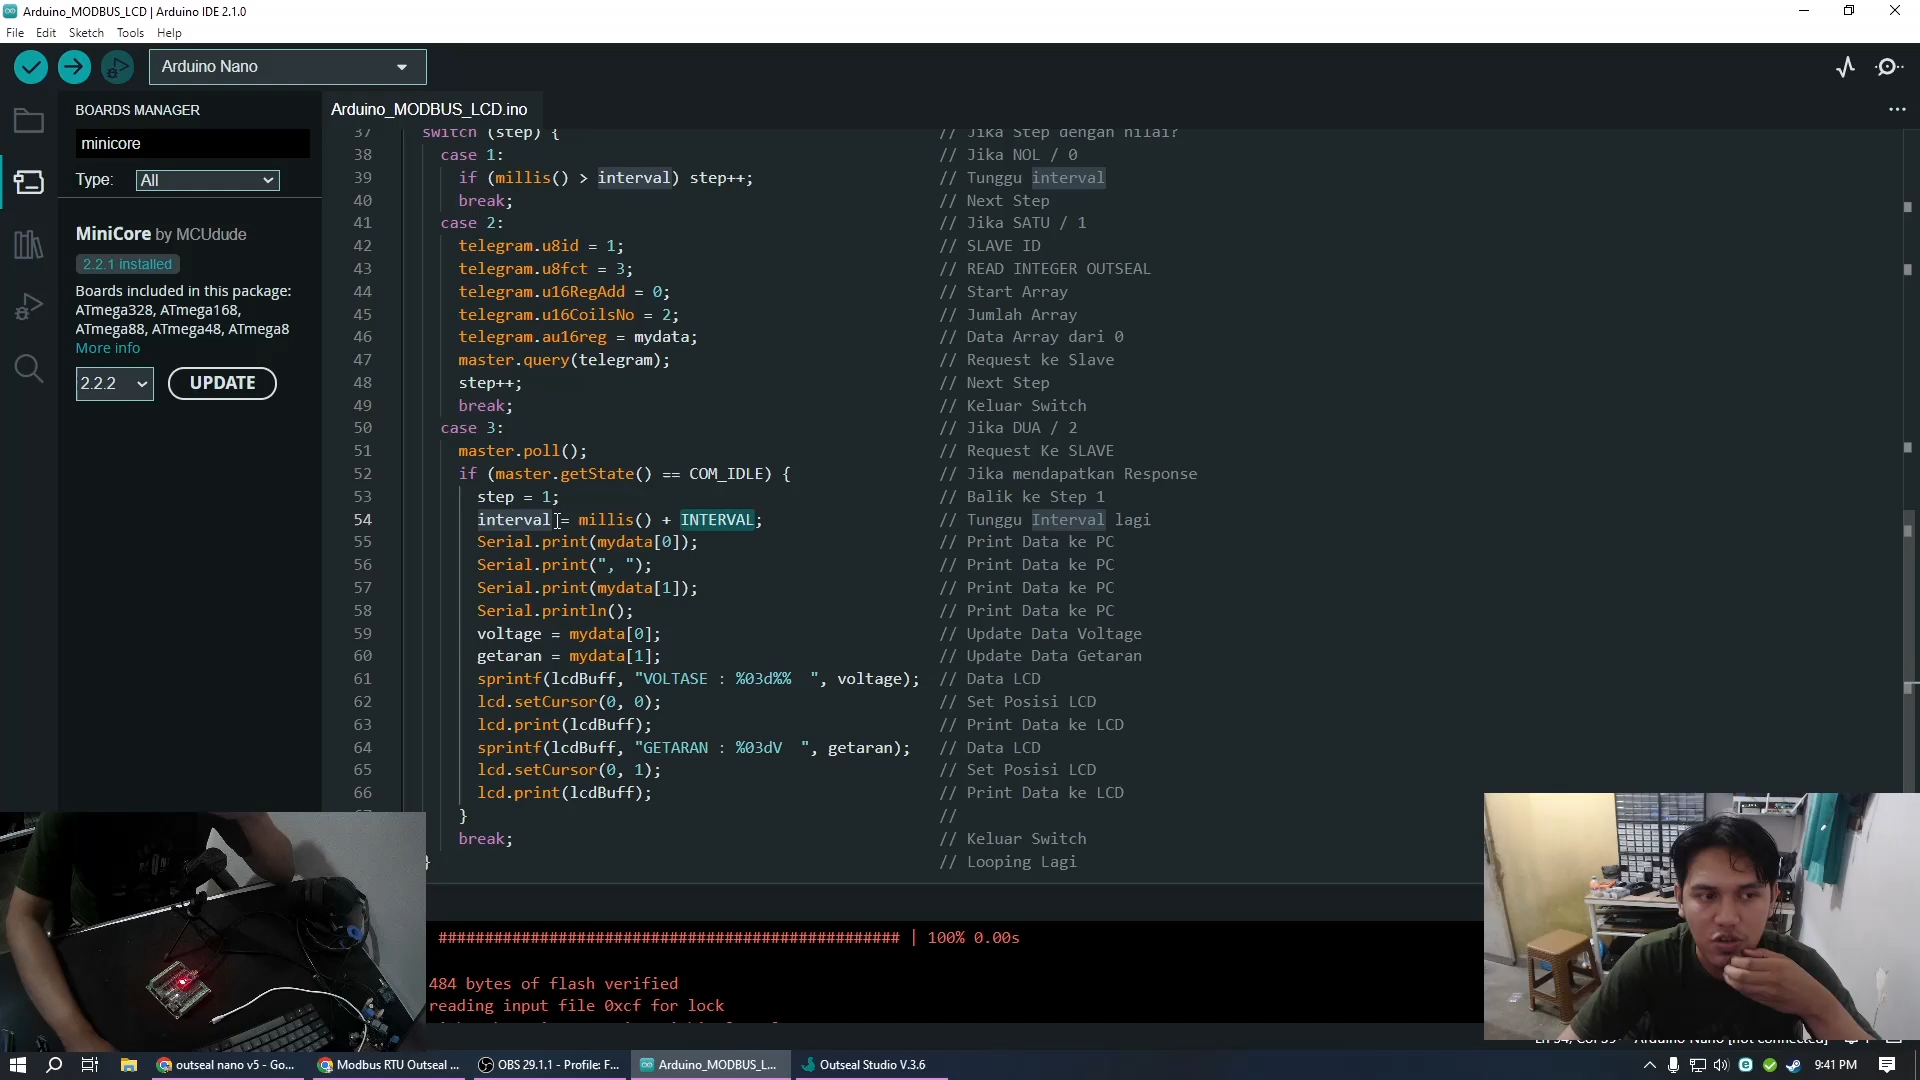 Arduino_MODBUS_LCD | Arduino IDE 2.1.0
File Edit Sketch Tools Help
Arduino Nano
BOARDS MANAGER
minicore
Type: All
MiniCore by MCUdude
2.2.1 installed
Boards included in this package:
ATmega328, ATmega168,
ATmega88, ATmega48, ATmega8
More info
2.2.2 UPDATE
Arduino_MODBUS_LCD.ino
37 switch (step) { // Jika Step dengan nilai?
38 case 1: // Jika NOL / 0
39 if (millis() > interval) step++; // Tunggu interval
40 break; // Next Step
41 case 2: // Jika SATU / 1
42 telegram.u8id = 1; // SLAVE ID
43 telegram.u8fct = 3; // READ INTEGER OUTSEAL
44 telegram.u16RegAdd = 0; // Start Array
45 telegram.u16CoilsNo = 2; // Jumlah Array
46 telegram.au16reg = mydata; // Data Array dari 0
47 master.query(telegram); // Request ke Slave
48 step++; // Next Step
49 break; // Keluar Switch
50 case 3: // Jika DUA / 2
51 master.poll(); // Request Ke SLAVE
52 if (master.getState() == COM_IDLE) { // Jika mendapatkan Response
53 step = 1; // Balik ke Step 1
54 interval = millis() + INTERVAL; // Tunggu Interval lagi
55 Serial.print(mydata[0]); // Print Data ke PC
56 Serial.print(", "); // Print Data ke PC
57 Serial.print(mydata[1]); // Print Data ke PC
58 Serial.println(); // Print Data ke PC
59 voltage = mydata[0]; // Update Data Voltage
60 getaran = mydata[1]; // Update Data Getaran
61 sprintf(lcdBuff, "VOLTASE : %03d%% ", voltage); // Data LCD
62 lcd.setCursor(0, 0); // Set Posisi LCD
63 lcd.print(lcdBuff); // Print Data ke LCD
64 sprintf(lcdBuff, "GETARAN : %03dV ", getaran); // Data LCD
65 lcd.setCursor(0, 1); // Set Posisi LCD
66 lcd.print(lcdBuff); // Print Data ke LCD
} //
break; // Keluar Switch
} // Looping Lagi
################################################## | 100% 0.00s
484 bytes of flash verified
reading input file 0xcf for lock
outseal nano v5 - Go...
Modbus RTU Outseal ...
OBS 29.1.1 - Profile: F...
Arduino_MODBUS_L...
Outseal Studio V.3.6
9:41 PM